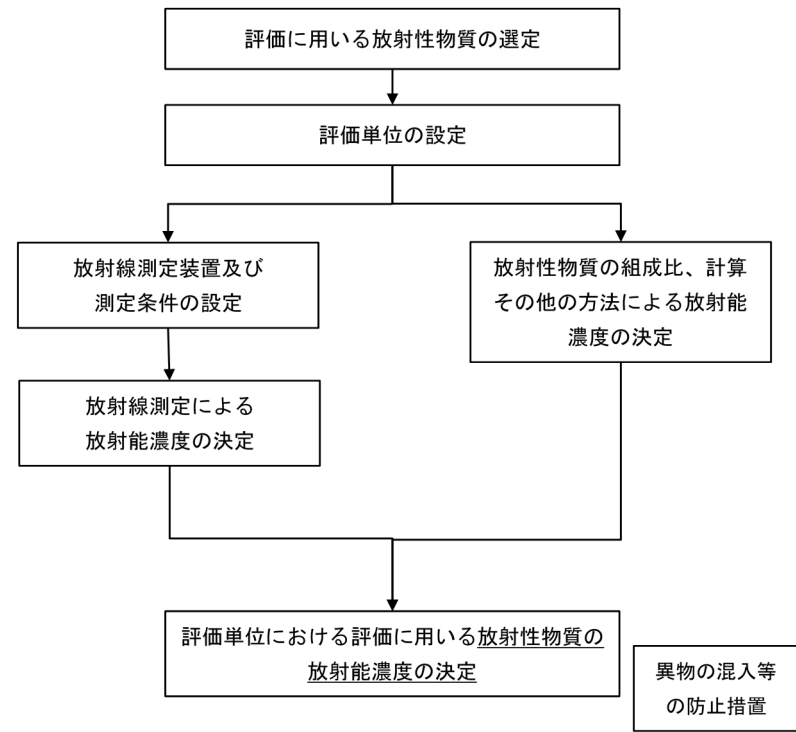 評価に用いる放射性物質の選定
評価単位の設定
放射線測定装置及び
測定条件の設定
放射性物質の組成比、計算
その他の方法による放射能
濃度の決定
放射線測定による
放射能濃度の決定
評価単位における評価に用いる放射性物質の
放射能濃度の決定
異物の混入等
の防止措置